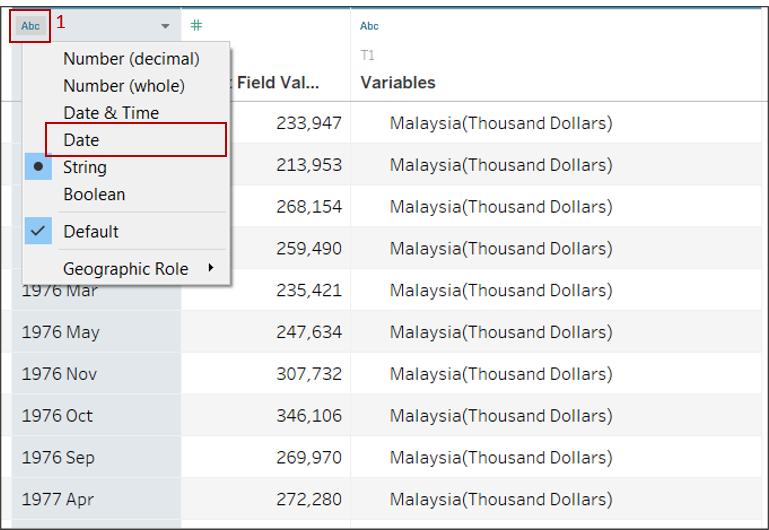 Abc 1 # Abc
T1
: Field Val... Variables
Number (decimal)
Number (whole)
Date & Time 233,947 Malaysia(Thousand Dollars)
Date
String 213,953 Malaysia(Thousand Dollars)
Boolean 268,154 Malaysia(Thousand Dollars)
Default 259,490 Malaysia(Thousand Dollars)
Geographic Role
1976 Mar 235,421 Malaysia(Thousand Dollars)
1976 May 247,634 Malaysia(Thousand Dollars)
1976 Nov 307,732 Malaysia(Thousand Dollars)
1976 Oct 346,106 Malaysia(Thousand Dollars)
1976 Sep 269,970 Malaysia(Thousand Dollars)
1977 Apr 272,280 Malaysia(Thousand Dollars)